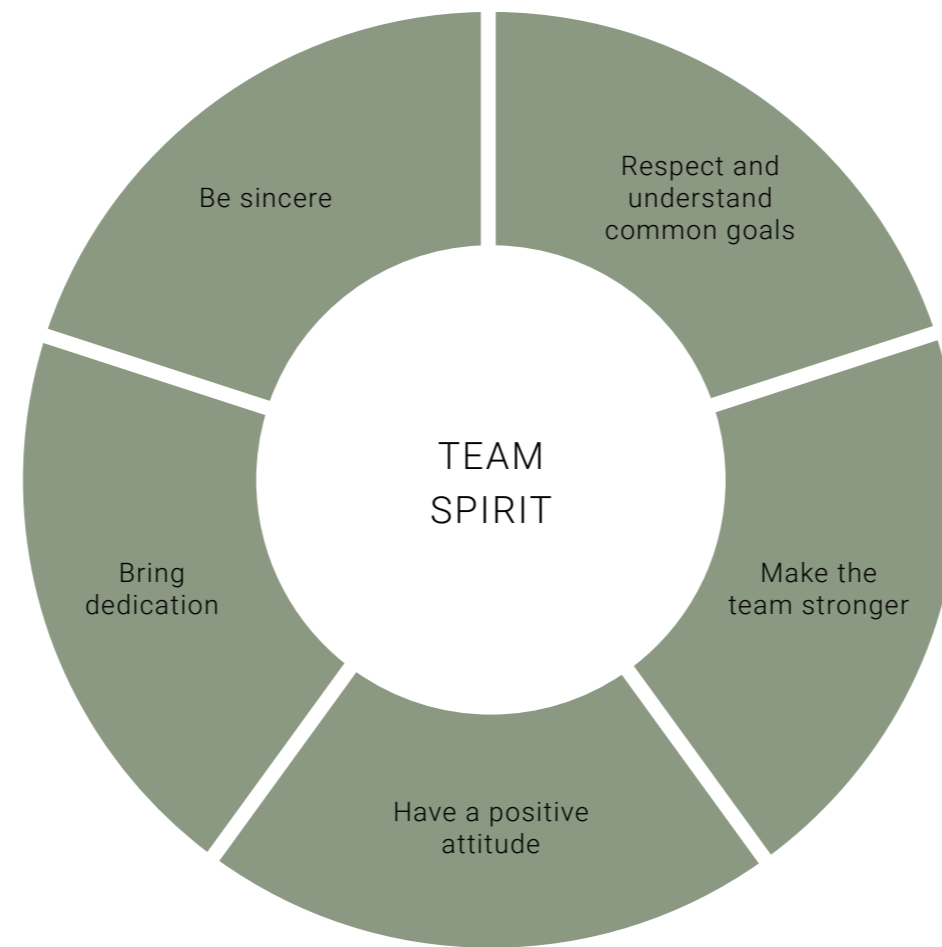 Respect and
understand
common goals
Make the
team stronger
Have a positive
attitude
Bring
dedication
Be sincere
TEAM
SPIRIT